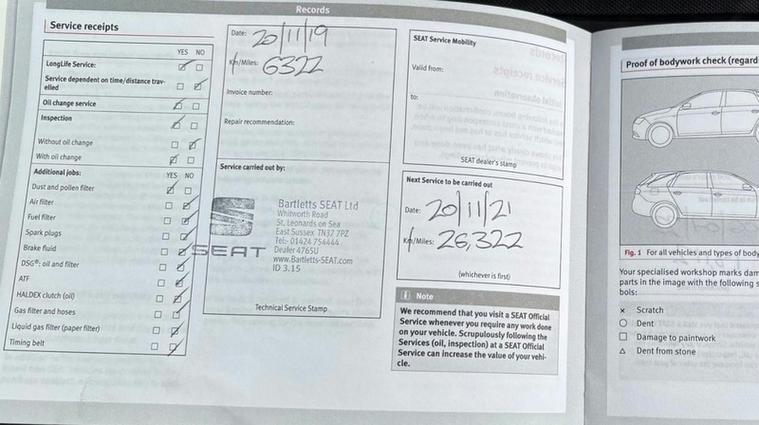 Records
Service receipts
YES NO
LongLife Service:
Service dependent on time/distance trav-
elled
Oil change service
Inspection
Without oil change
With oil change
Additional jobs: YES NO
Dust and pollen filter
Air filter
Fuel filter
Spark plugs
Brake fluid
DSG®: oil and filter
ATF
HALDEX clutch (oil)
Gas filter and hoses
Liquid gas filter (paper filter)
Timing belt
Date: 20/11/19
Km/Miles: 6322
Invoice number:
Repair recommendation:
Service carried out by:
SEAT
Bartletts SEAT Ltd
Whitworth Road
St. Leonards on Sea
East Sussex TN37 7PZ
Tel:- 01424 754444
Dealer 4765U
www.Bartletts-SEAT.com
ID 3.15
Technical Service Stamp
SEAT Service Mobility
Valid from:
to:
SEAT dealer's stamp
Next Service to be carried out
Date: 20/11/21
Km/Miles: 26,322
(whichever is first)
Note
We recommend that you visit a SEAT Official
Service whenever you require any work done
on your vehicle. Scrupulously following the
Services (oil, inspection) at a SEAT Official
Service can increase the value of your vehi-
cle.
Proof of bodywork check (regard
Fig. 1 For all vehicles and types of body
Your specialised workshop marks dam
parts in the image with the following s
bols:
× Scratch
○ Dent
□ Damage to paintwork
△ Dent from stone